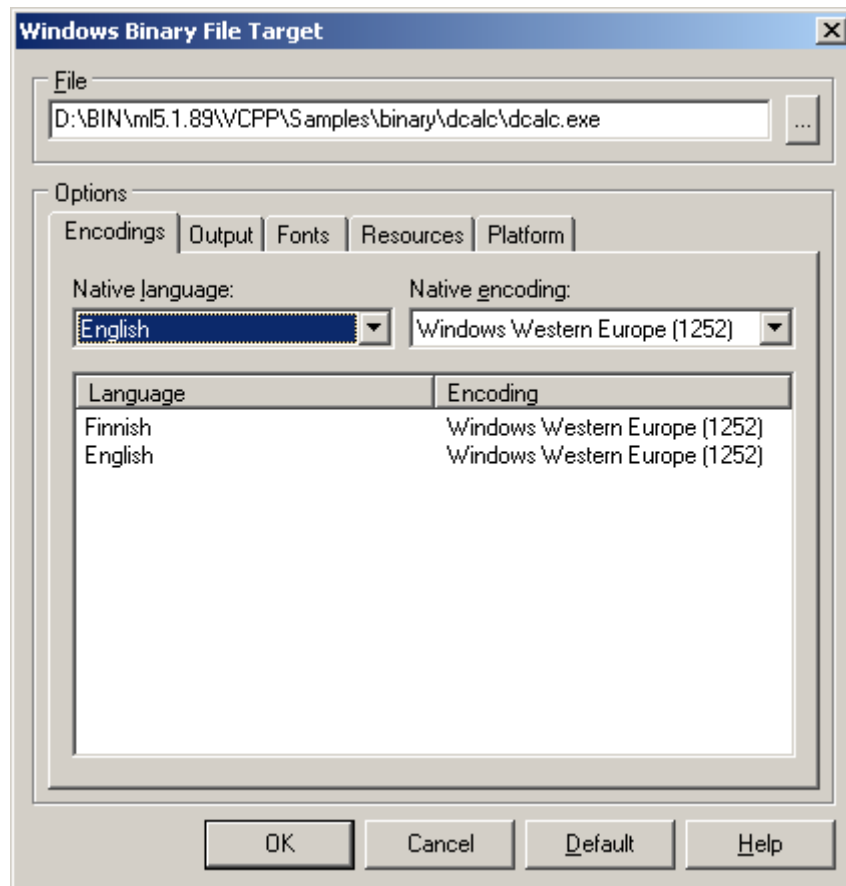 Windows Binary File Target
File
D:\BIN\ml5.1.89\VCPP\Samples\binary\dcalc\dcalc.exe
...
Options
Encodings Output Fonts Resources Platform
Native language: Native encoding:
English Windows Western Europe (1252)
Language Encoding
Finnish Windows Western Europe (1252)
English Windows Western Europe (1252)
OK Cancel Default Help